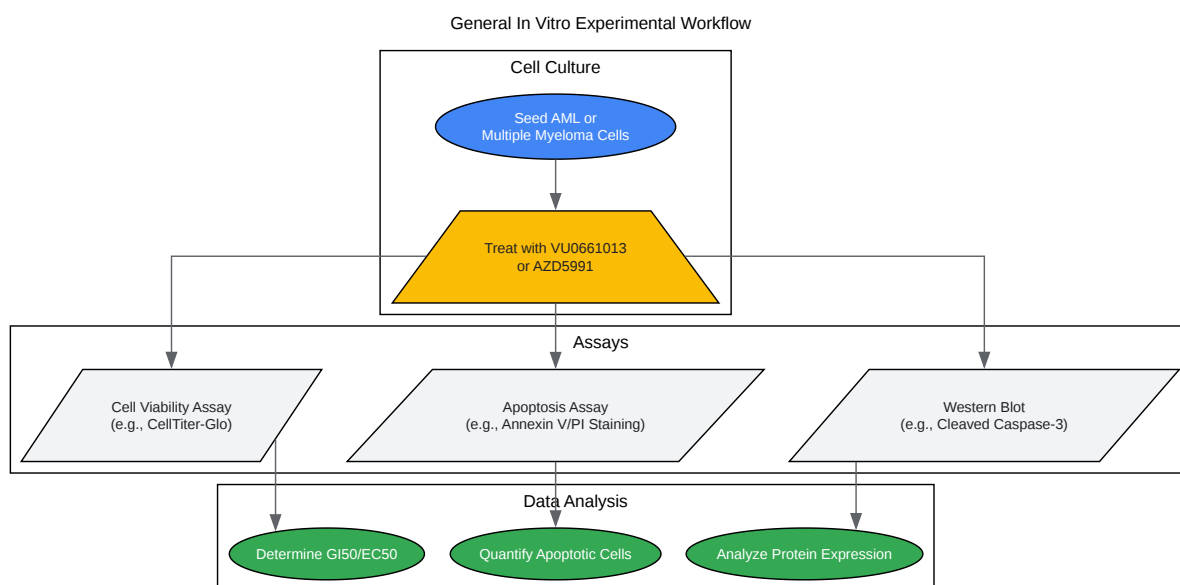 General In Vitro Experimental Workflow
Cell Culture
Seed AML or
Multiple Myeloma Cells
Treat with VU0661013
or AZD5991
Assays
Cell Viability Assay
(e.g., CellTiter-Glo)
Apoptosis Assay
(e.g., Annexin V/PI Staining)
Western Blot
(e.g., Cleaved Caspase-3)
Data Analysis
Determine GI50/EC50
Quantify Apoptotic Cells
Analyze Protein Expression